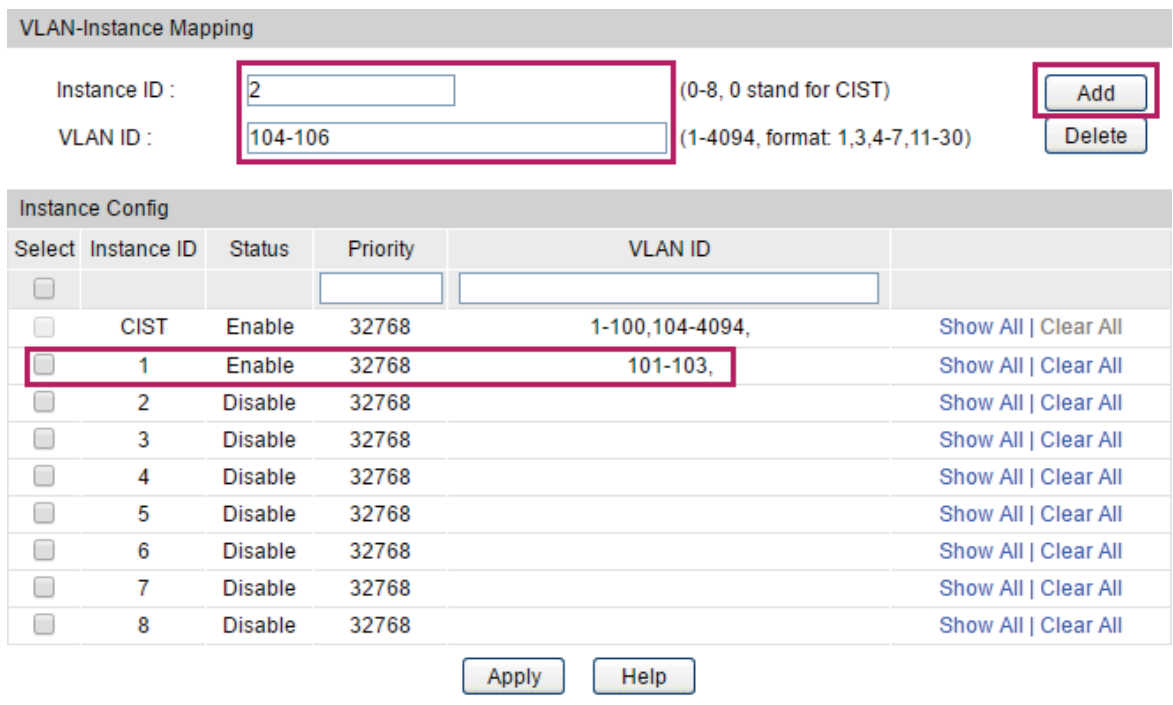 VLAN-Instance Mapping
Instance ID : 2 (0-8, 0 stand for CIST) Add
VLAN ID : 104-106 (1-4094, format: 1,3,4-7,11-30) Delete
Instance Config
Select Instance ID Status Priority VLAN ID
CIST Enable 32768 1-100,104-4094, Show All | Clear All
1 Enable 32768 101-103, Show All | Clear All
2 Disable 32768 Show All | Clear All
3 Disable 32768 Show All | Clear All
4 Disable 32768 Show All | Clear All
5 Disable 32768 Show All | Clear All
6 Disable 32768 Show All | Clear All
7 Disable 32768 Show All | Clear All
8 Disable 32768 Show All | Clear All
Apply Help